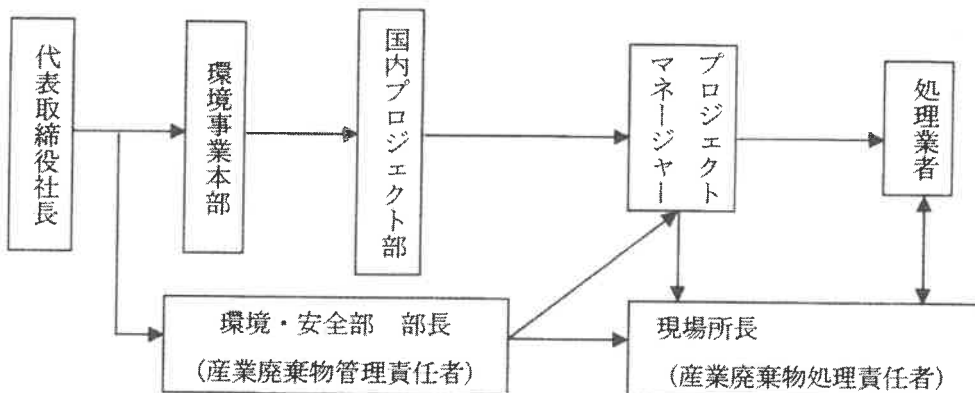 代表取締役社長
環境事業本部
国内プロジェクト部
プロジェクト
マネージャー
処理業者
環境・安全部　部長
（産業廃棄物管理責任者）
現場所長
（産業廃棄物処理責任者）